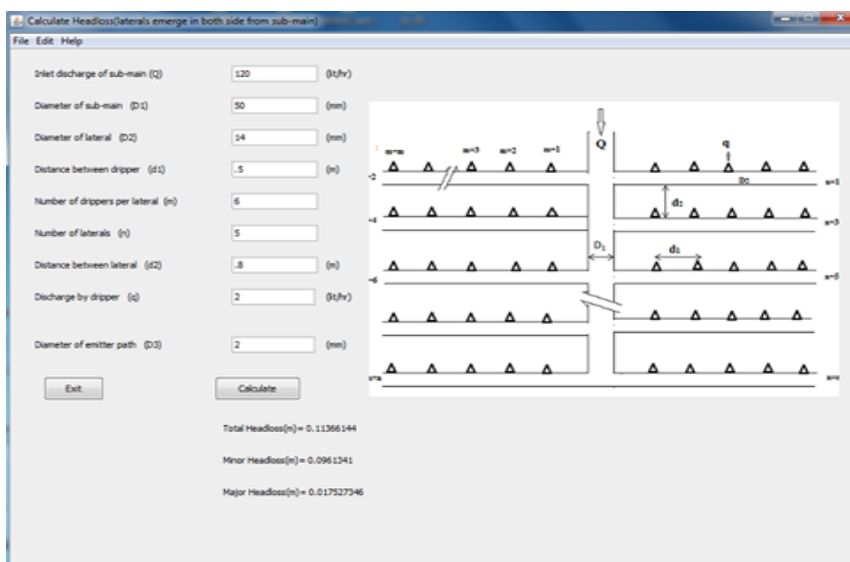 Calculate Headloss(laterals emerge in both side from sub-main)
File Edit Help
Inlet discharge of sub-main (Q) 120 (lit/hr)
Diameter of sub-main (D1) 50 (mm)
Diameter of lateral (D2) 14 (mm)
Distance between dripper (d1) .5 (m)
Number of drippers per lateral (m) 6
Number of laterals (n) 5
Distance between lateral (d2) .8 (m)
Discharge by dripper (q) 2 (lit/hr)
Diameter of emitter path (D3) 2 (mm)
Exit Calculate
Total Headloss(m)= 0.11366144
Minor Headloss(m)= 0.0961341
Major Headloss(m)= 0.017527346
m=m m=3 m=2 m=1 Q q
=2 D2 n=1
=4 d2 n=3
D1 d1
=6 n=5
n=n n=n